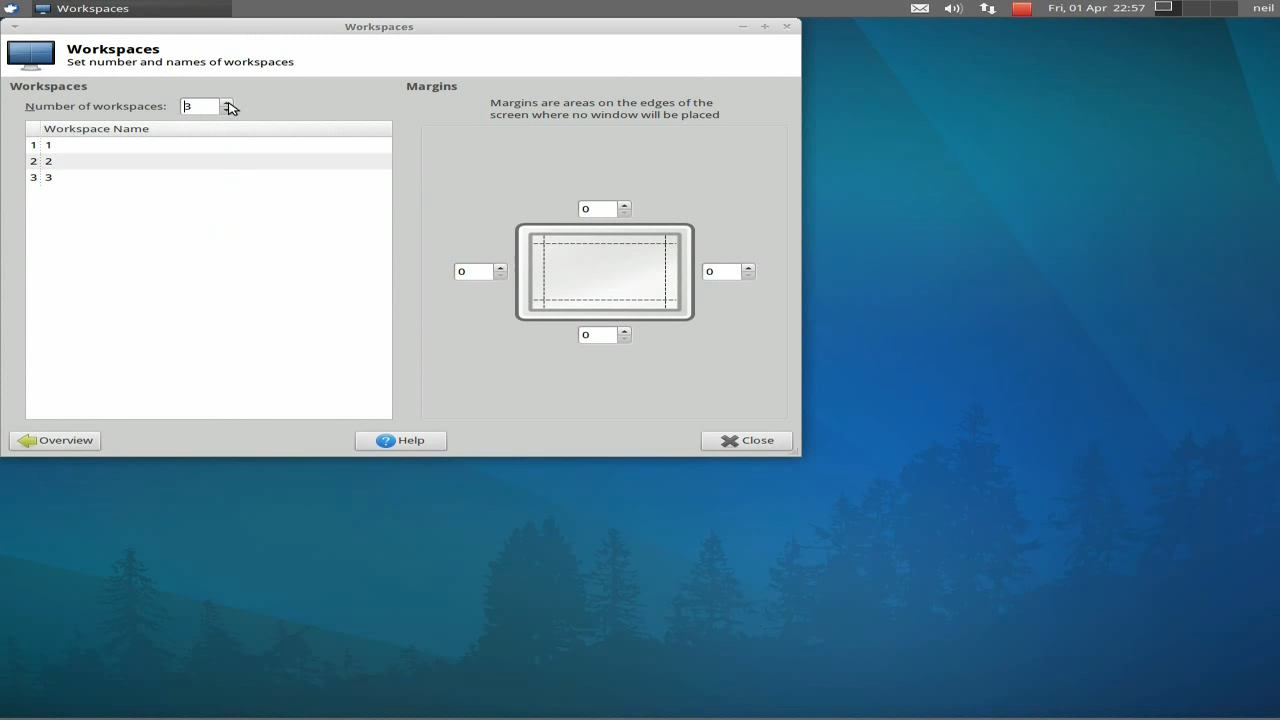 Workspaces
Fri, 01 Apr 22:57
neil
Workspaces
Workspaces
Set number and names of workspaces
Workspaces
Number of workspaces: 3
Workspace Name
1 1
2 2
3 3
Margins
Margins are areas on the edges of the
screen where no window will be placed
0
0
0
0
Overview
Help
Close